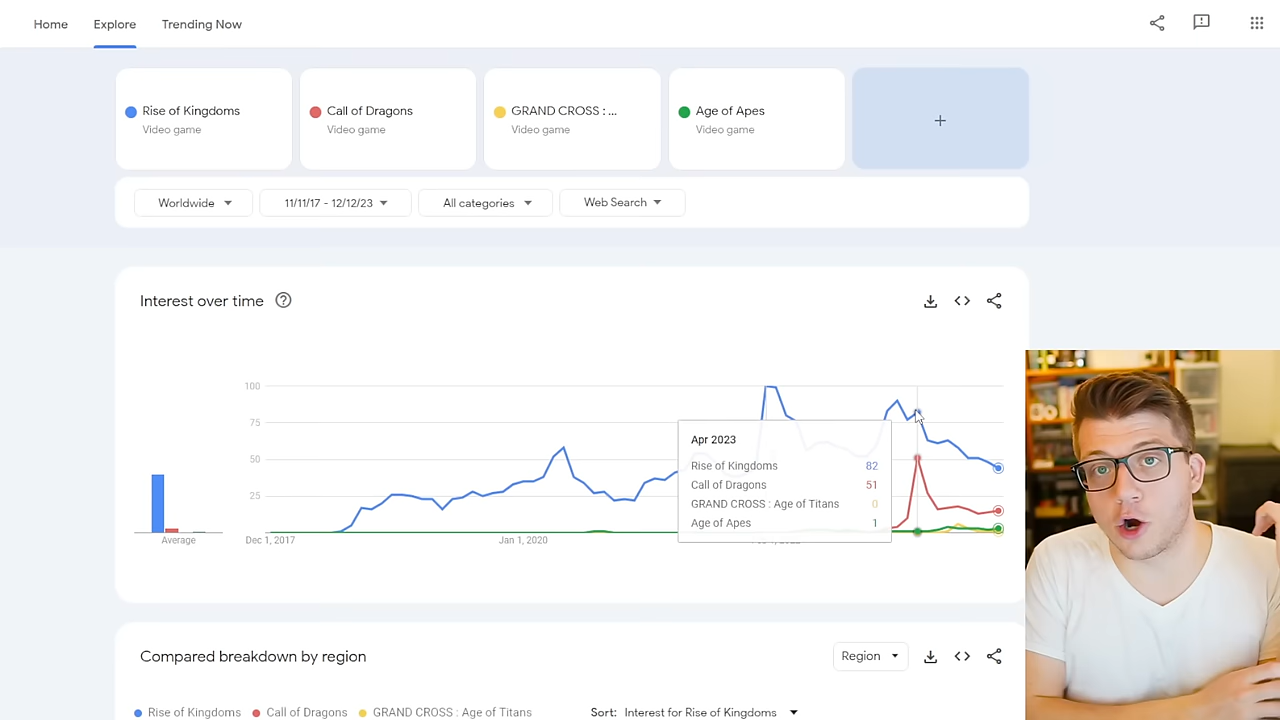 Home Explore Trending Now
Rise of Kingdoms
Video game
Call of Dragons
Video game
GRAND CROSS : ...
Video game
Age of Apes
Video game
+
Worldwide
11/11/17 - 12/12/23
All categories
Web Search
Interest over time
100
75
50
25
Average
Dec 1, 2017
Jan 1, 2020
Apr 2023
Rise of Kingdoms 82
Call of Dragons 51
GRAND CROSS : Age of Titans 0
Age of Apes 1
Compared breakdown by region
Region
Rise of Kingdoms Call of Dragons GRAND CROSS : Age of Titans
Sort: Interest for Rise of Kingdoms